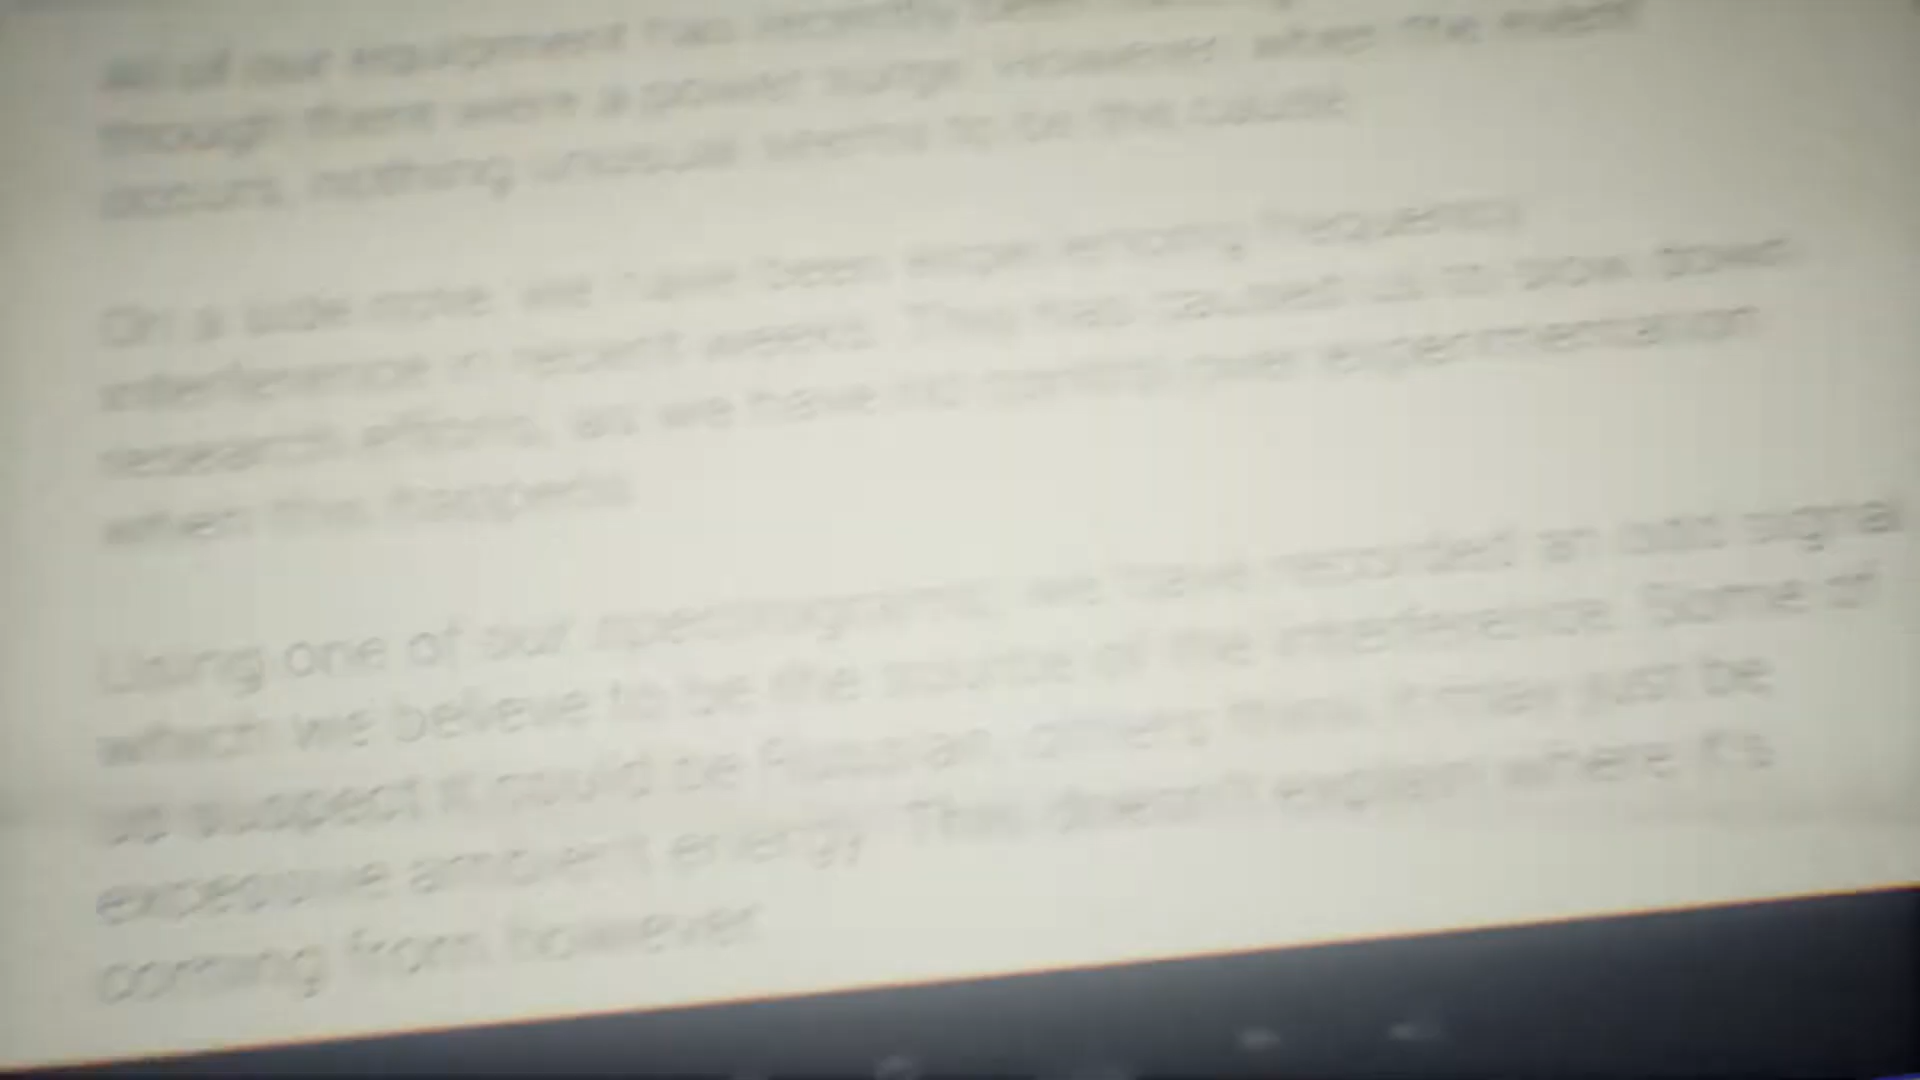 all of our equipment has recently
though there were a power surge. However, when the event
occurs, nothing unusual seems to be the cause.
On a side note, we have been experiencing frequency
interference in recent weeks. This has caused us to slow down
research efforts, as we have no control over experimentation
when this happens.
Using one of our spectrograms, we have recorded an odd signal
which we believe to be the source of the interference. Some of
us suspect it could be Russian, others think it may just be
excessive ambient energy. This doesn't explain where it's
coming from, however.